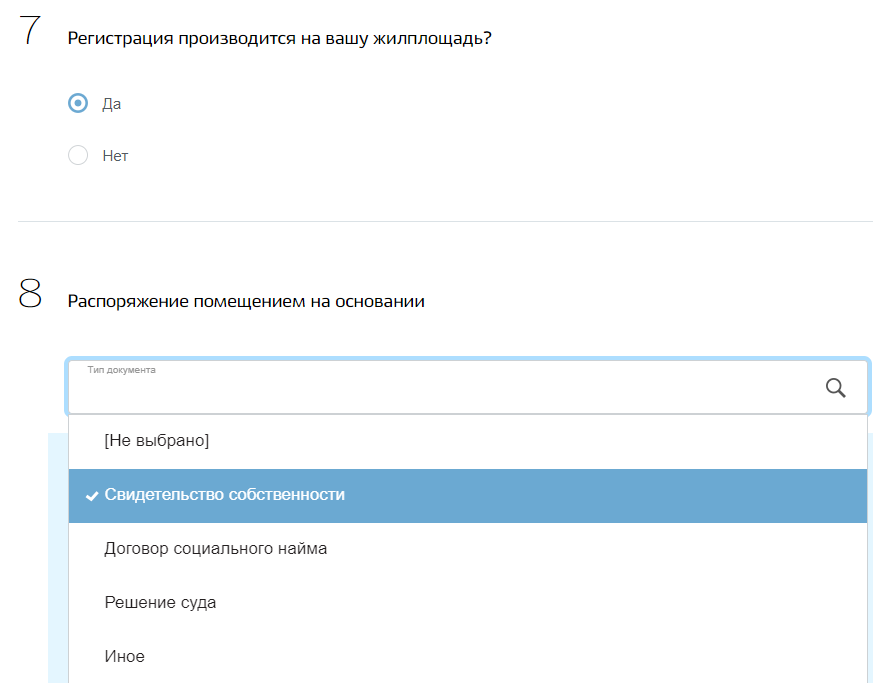 7
Регистрация производится на вашу жилплощадь?
Да
Нет
8
Распоряжение помещением на основании
Тип документа
[Не выбрано]
Свидетельство собственности
Договор социального найма
Решение суда
Иное